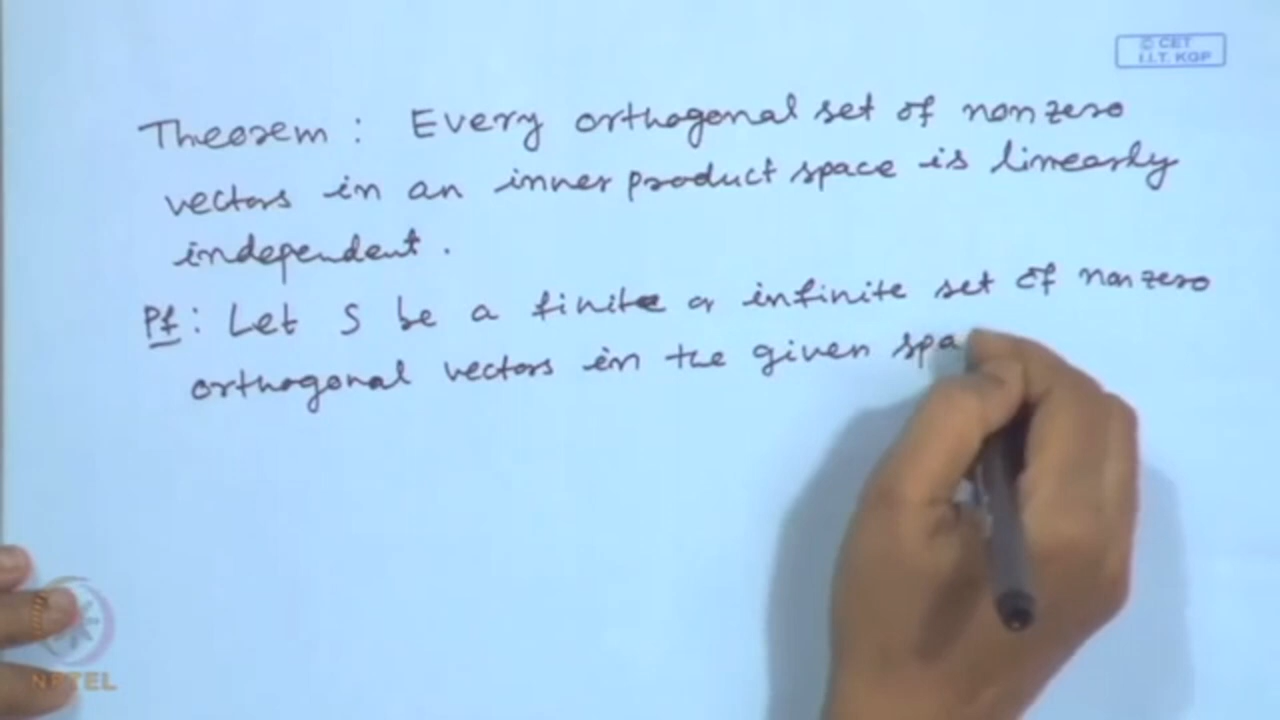 © CET
I.I.T. KGP
Theorem : Every orthogonal set of nonzero
vectors in an inner product space is linearly
independent .
Pf : Let S be a finite or infinite set of nonzero
orthogonal vectors in the given spa
NPTEL